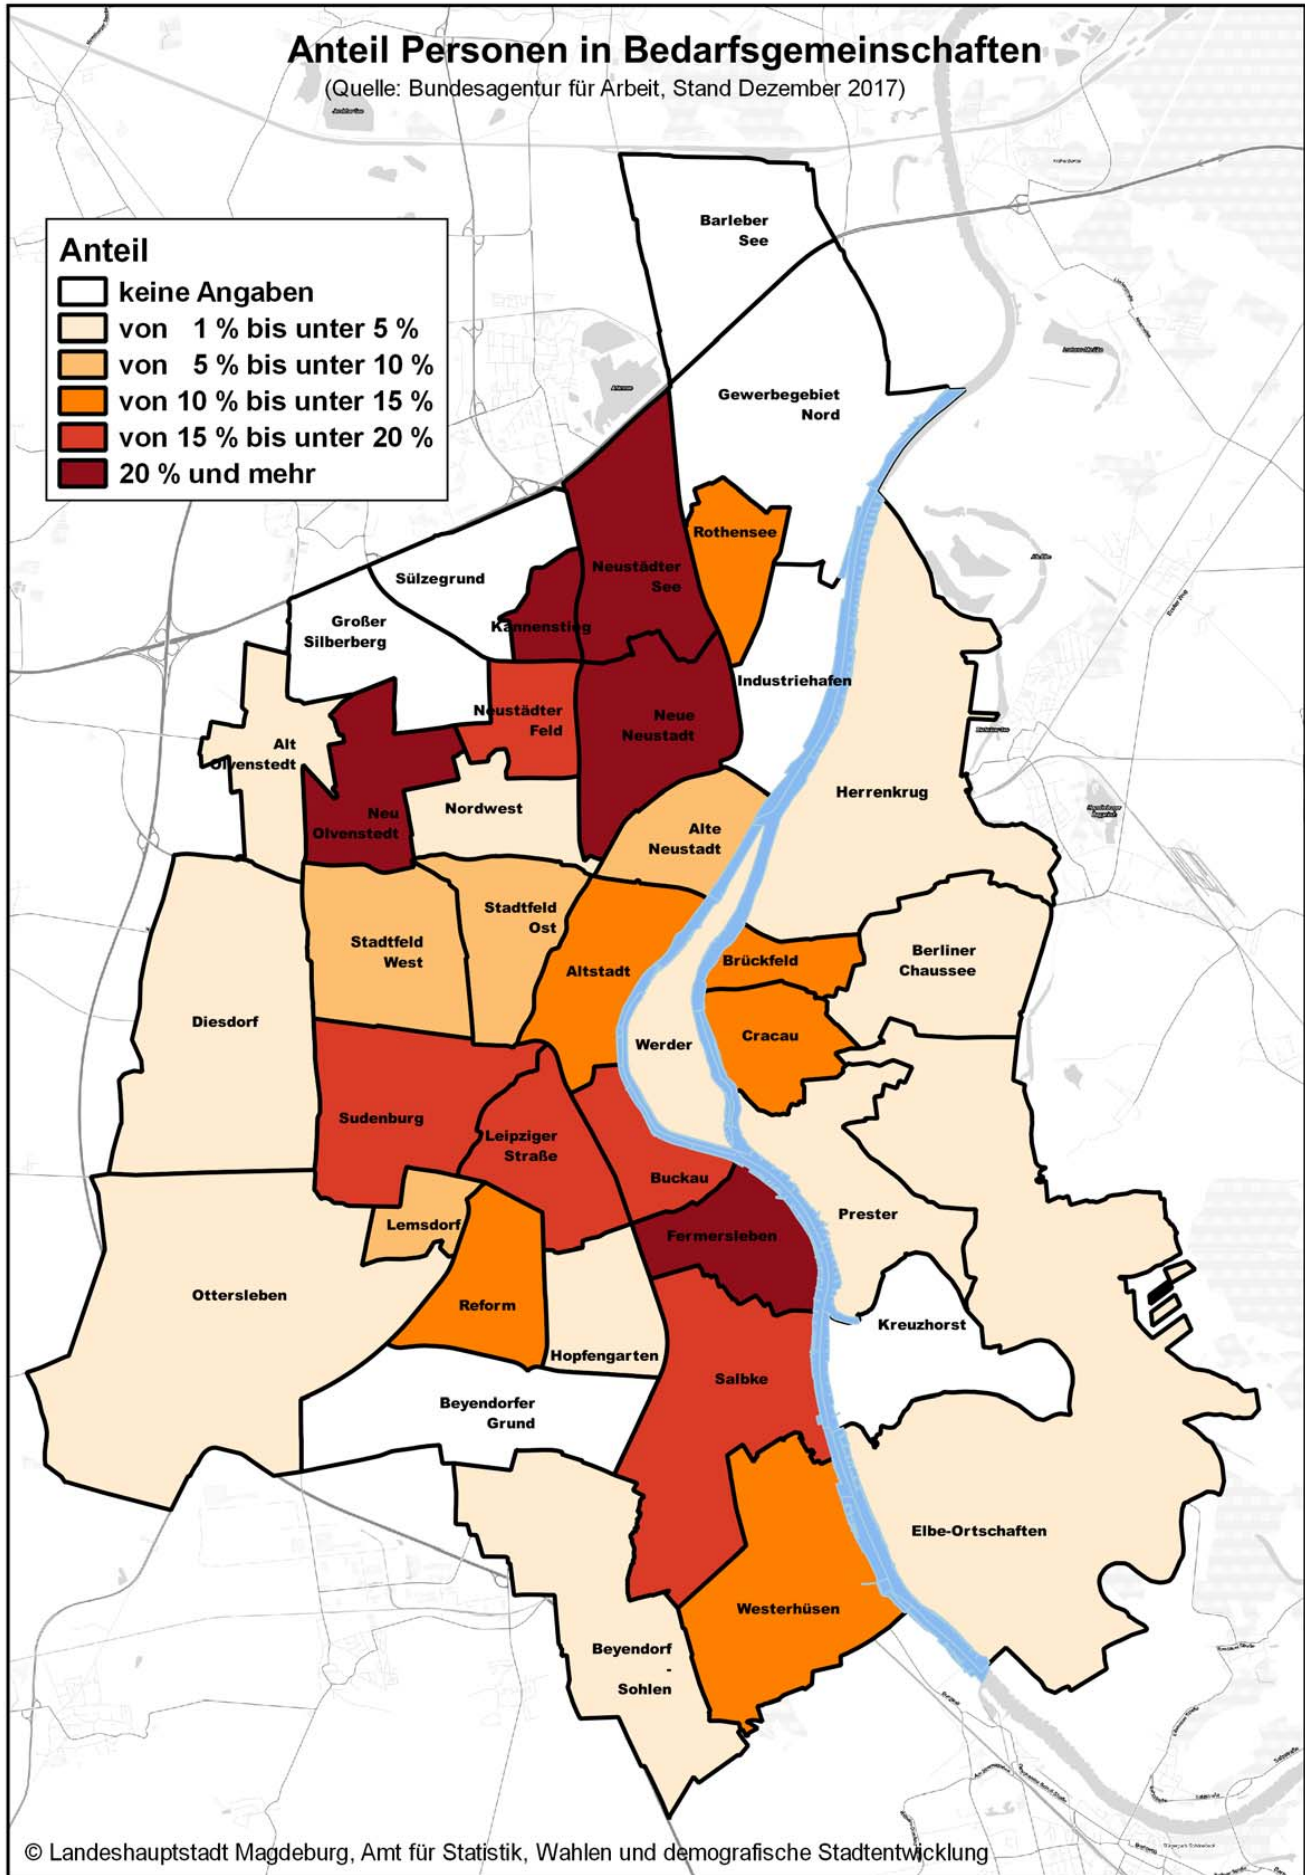 Anteil Personen in Bedarfsgemeinschaften
(Quelle: Bundesagentur für Arbeit, Stand Dezember 2017)
Anteil
keine Angaben
von 1 % bis unter 5 %
von 5 % bis unter 10 %
von 10 % bis unter 15 %
von 15 % bis unter 20 %
20 % und mehr
Barleber
See
Gewerbegebiet
Nord
Rothensee
Neustädter
See
Sülzegrund
Kannenstieg
Großer
Silberberg
Industriehafen
Neustädter
Feld
Neue
Neustadt
Alt
Olvenstedt
Herrenkrug
Nordwest
Neu
Olvenstedt
Alte
Neustadt
Stadtfeld
Ost
Stadtfeld
West
Altstadt
Brückfeld
Berliner
Chaussee
Diesdorf
Werder
Cracau
Sudenburg
Leipziger
Straße
Buckau
Prester
Lemsdorf
Fermersleben
Ottersleben
Reform
Kreuzhorst
Hopfengarten
Salbke
Beyendorfer
Grund
Elbe-Ortschaften
Westerhüsen
Beyendorf
-
Sohlen
© Landeshauptstadt Magdeburg, Amt für Statistik, Wahlen und demografische Stadtentwicklung